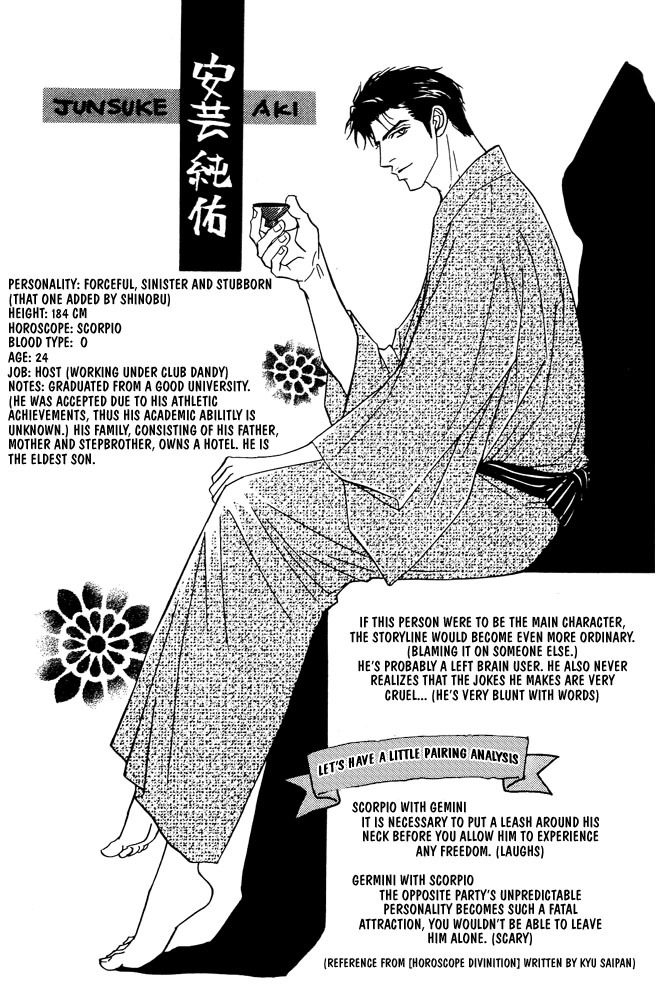 JUNSUKE AKI
安芸純佑
PERSONALITY: FORCEFUL, SINISTER AND STUBBORN
(THAT ONE ADDED BY SHINOBU)
HEIGHT: 184 CM
HOROSCOPE: SCORPIO
BLOOD TYPE: O
AGE: 24
JOB: HOST (WORKING UNDER CLUB DANDY)
NOTES: GRADUATED FROM A GOOD UNIVERSITY.
(HE WAS ACCEPTED DUE TO HIS ATHLETIC
ACHIEVEMENTS, THUS HIS ACADEMIC ABILITLY IS
UNKNOWN.) HIS FAMILY, CONSISTING OF HIS FATHER,
MOTHER AND STEPBROTHER, OWNS A HOTEL. HE IS
THE ELDEST SON.
IF THIS PERSON WERE TO BE THE MAIN CHARACTER,
THE STORYLINE WOULD BECOME EVEN MORE ORDINARY.
(BLAMING IT ON SOMEONE ELSE.)
HE'S PROBABLY A LEFT BRAIN USER. HE ALSO NEVER
REALIZES THAT THE JOKES HE MAKES ARE VERY
CRUEL... (HE'S VERY BLUNT WITH WORDS)
LET'S HAVE A LITTLE PAIRING ANALYSIS
SCORPIO WITH GEMINI
IT IS NECESSARY TO PUT A LEASH AROUND HIS
NECK BEFORE YOU ALLOW HIM TO EXPERIENCE
ANY FREEDOM. (LAUGHS)
GERMINI WITH SCORPIO
THE OPPOSITE PARTY'S UNPREDICTABLE
PERSONALITY BECOMES SUCH A FATAL
ATTRACTION, YOU WOULDN'T BE ABLE TO LEAVE
HIM ALONE. (SCARY)
(REFERENCE FROM [HOROSCOPE DIVINITION] WRITTEN BY KYU SAIPAN)